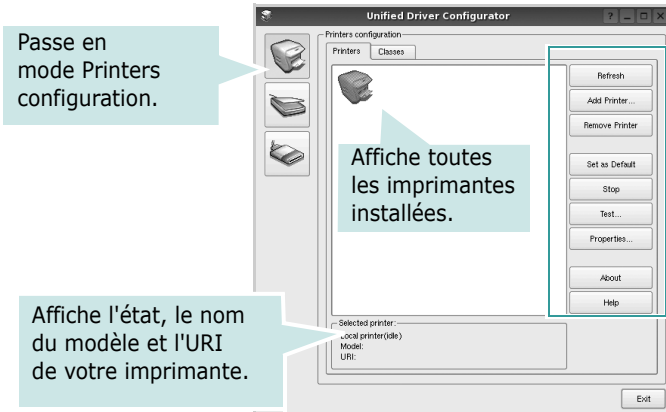 Unified Driver Configurator
Passe en
mode Printers
configuration.
Printers configuration
Printers
Classes
Refresh
Add Printer...
Remove Printer
Affiche toutes
les imprimantes
installées.
Set as Default
Stop
Test...
Properties...
About
Help
Affiche l'état, le nom
du modèle et l'URI
de votre imprimante.
Selected printer:
Local printer(idle)
Model:
URI:
Exit